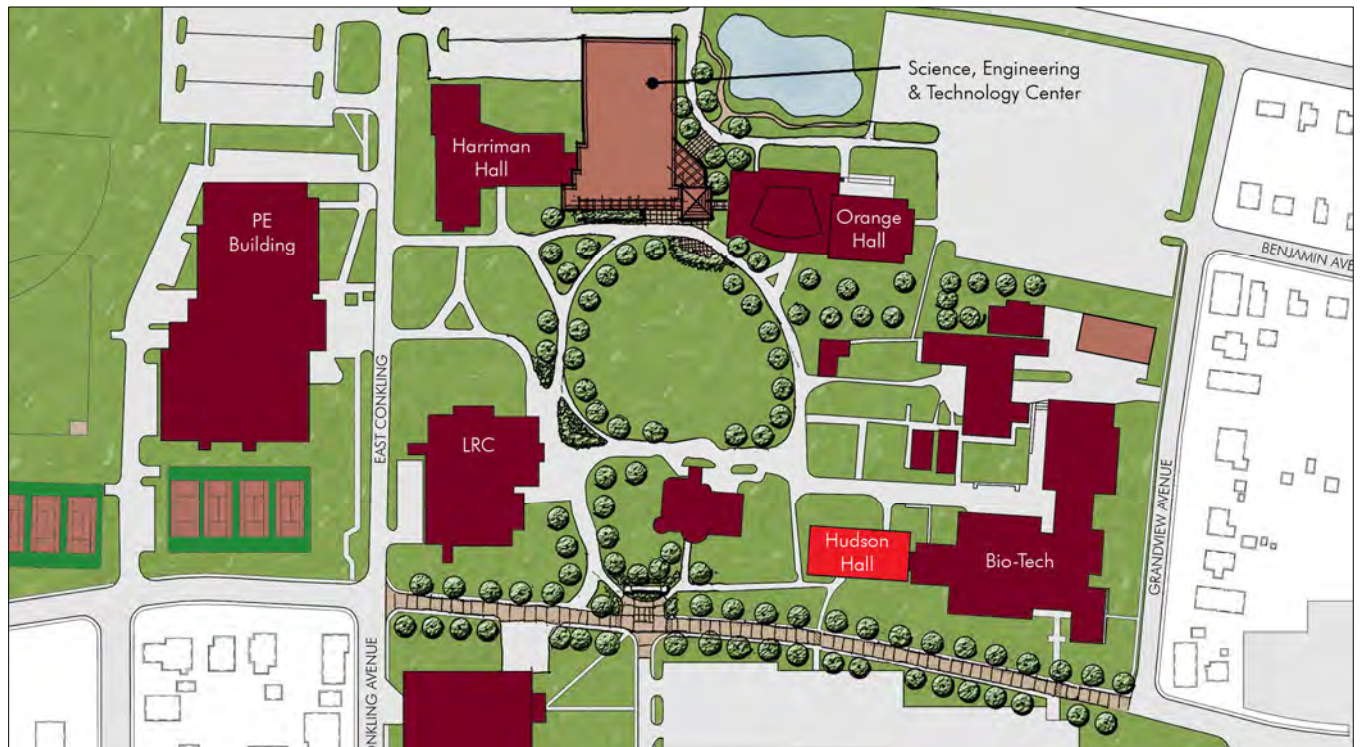 Science, Engineering
& Technology Center
Harriman
Hall
PE
Building
Orange
Hall
BENJAMIN AVE
EAST CONKLING
LRC
GRANDVIEW AVENUE
Hudson
Hall
Bio-Tech
ONKLING AVENUE